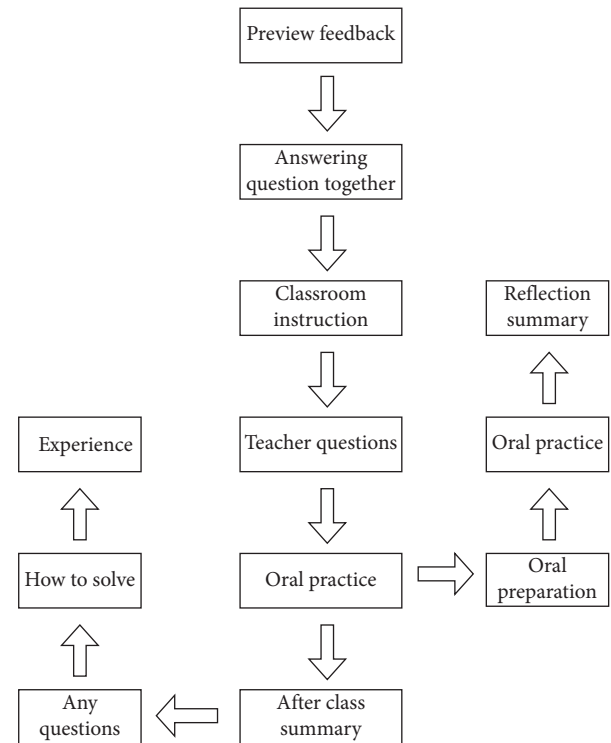 Preview feedback
Answering
question together
Classroom
instruction
Reflection
summary
Experience
Teacher questions
Oral practice
How to solve
Oral practice
Oral
preparation
Any
questions
After class
summary